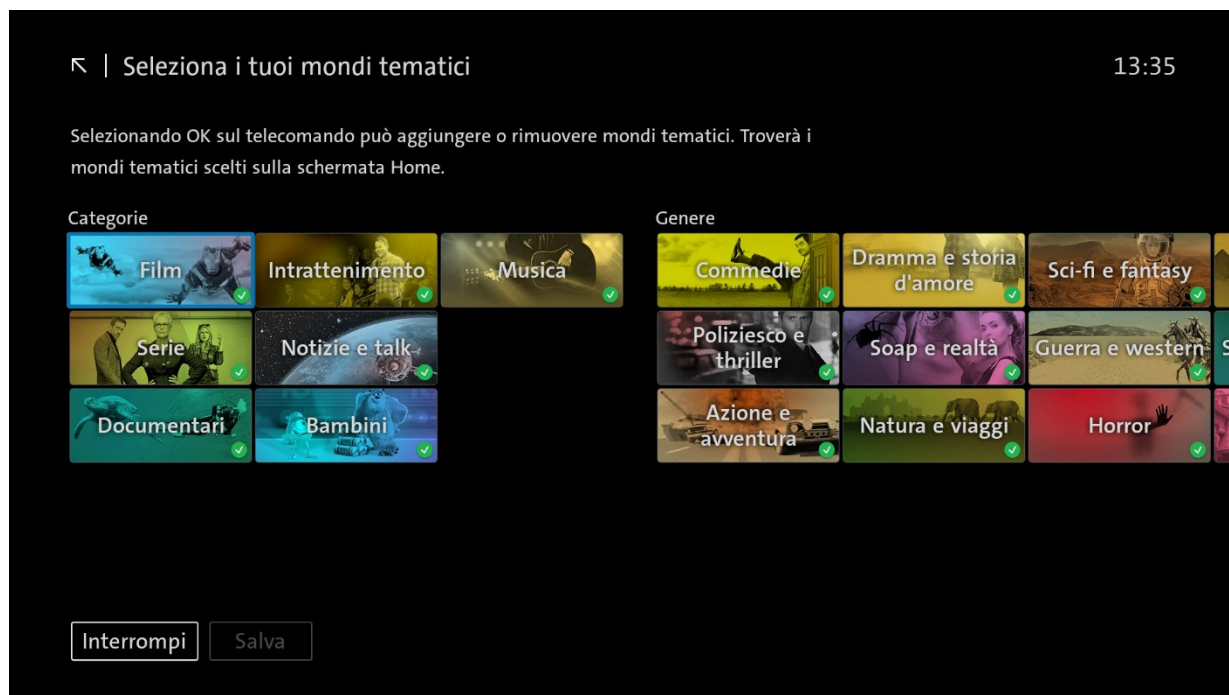 Seleziona i tuoi mondi tematici
13:35
Selezionando OK sul telecomando può aggiungere o rimuovere mondi tematici. Troverà i
mondi tematici scelti sulla schermata Home.
Categorie
Film
Intrattenimento
Musica
Serie
Notizie e talk
Documentari
Bambini
Genere
Commedie
Dramma e storia
d'amore
Sci-fi e fantasy
Poliziesco e
thriller
Soap e realtà
Guerra e western
Azione e
avventura
Natura e viaggi
Horror
Interrompi
Salva